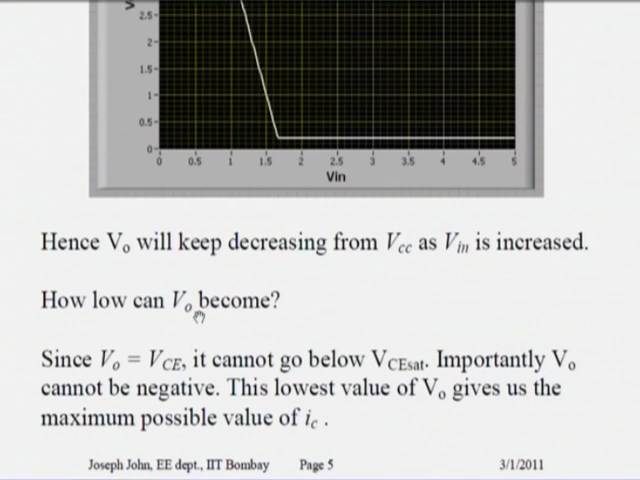 V
2.5
2
1.5
1
0.5
0
0 0.5 1 1.5 2 2.5 3 3.5 4 4.5 5
Vin
Hence Vo will keep decreasing from Vcc as Vin is increased.
How low can Vo become?
Since Vo = VCE, it cannot go below VCEsat. Importantly Vo
cannot be negative. This lowest value of Vo gives us the
maximum possible value of ic .
Joseph John, EE dept., IIT Bombay Page 5 3/1/2011